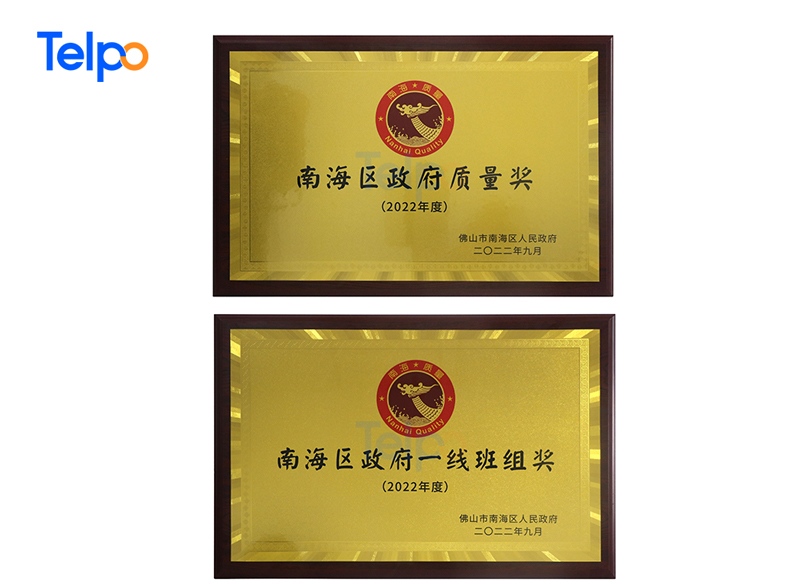 Telpo
南海质量
Nanhai Quality
Telpo
南海区政府质量奖
(2022年度)
佛山市南海区人民政府
二〇二二年九月
南海质量
Nanhai Quality
Telpo
南海区政府一线班组奖
(2022年度)
佛山市南海区人民政府
二〇二二年九月